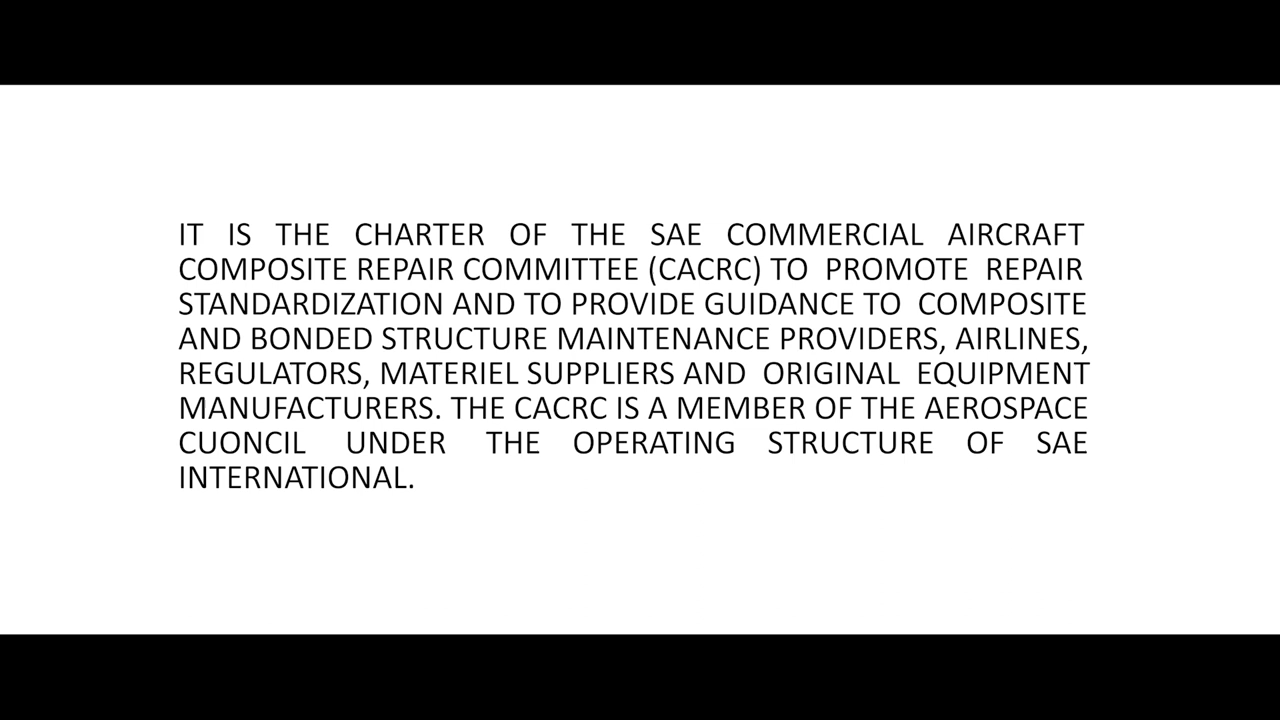 IT IS THE CHARTER OF THE SAE COMMERCIAL AIRCRAFT
COMPOSITE REPAIR COMMITTEE (CACRC) TO PROMOTE REPAIR
STANDARDIZATION AND TO PROVIDE GUIDANCE TO COMPOSITE
AND BONDED STRUCTURE MAINTENANCE PROVIDERS, AIRLINES,
REGULATORS, MATERIEL SUPPLIERS AND ORIGINAL EQUIPMENT
MANUFACTURERS. THE CACRC IS A MEMBER OF THE AEROSPACE
CUONCIL UNDER THE OPERATING STRUCTURE OF SAE
INTERNATIONAL.